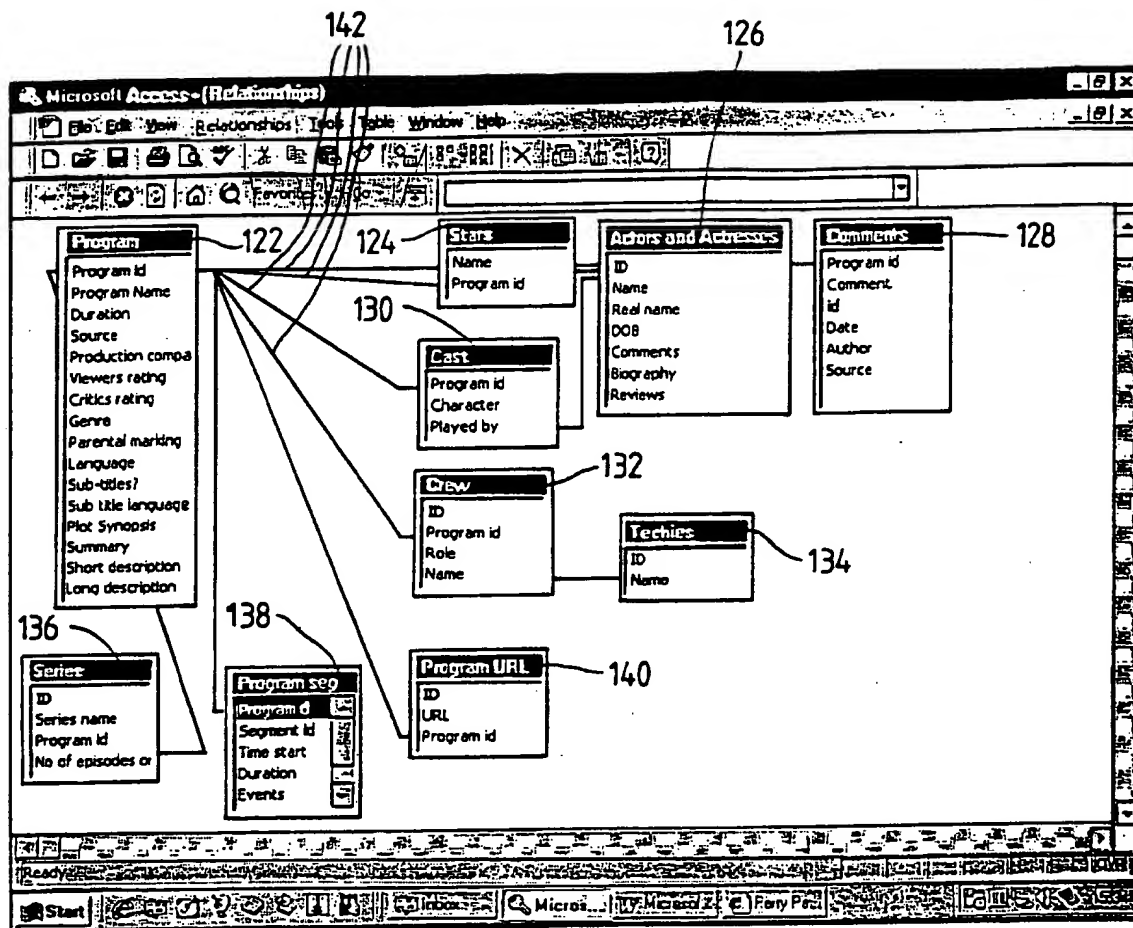 142
126
Microsoft Access - (Relationships)
File Edit View Relationships Tools Table Window Help
Favorites Go
Program
122
Program id
Program Name
Duration
Source
Production compa
Viewers rating
Critics rating
Genre
Parental marking
Language
Sub-titles?
Sub title language
Plot Synopsis
Summary
Short description
Long description
124
Stars
Name
Program id
Actors and Actresses
ID
Name
Real name
DOB
Comments
Biography
Reviews
Comments
128
Program id
Comment
id
Date
Author
Source
130
Cast
Program id
Character
Played by
132
Crew
ID
Program id
Role
Name
Techies
134
ID
Name
136
Series
ID
Series name
Program id
No of episodes or
138
Program seg
Program d
Segment id
Time start
Duration
Events
Program URL
140
ID
URL
Program id
Ready
Start
Inbox
Micros...